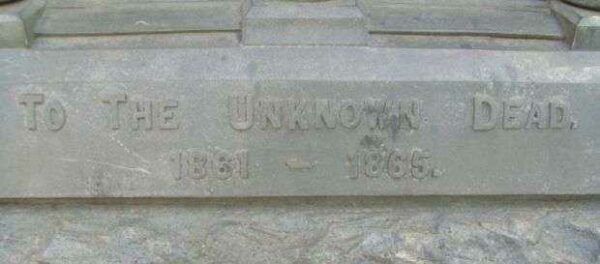 To The Unknown Dead.
1861 – 1865.